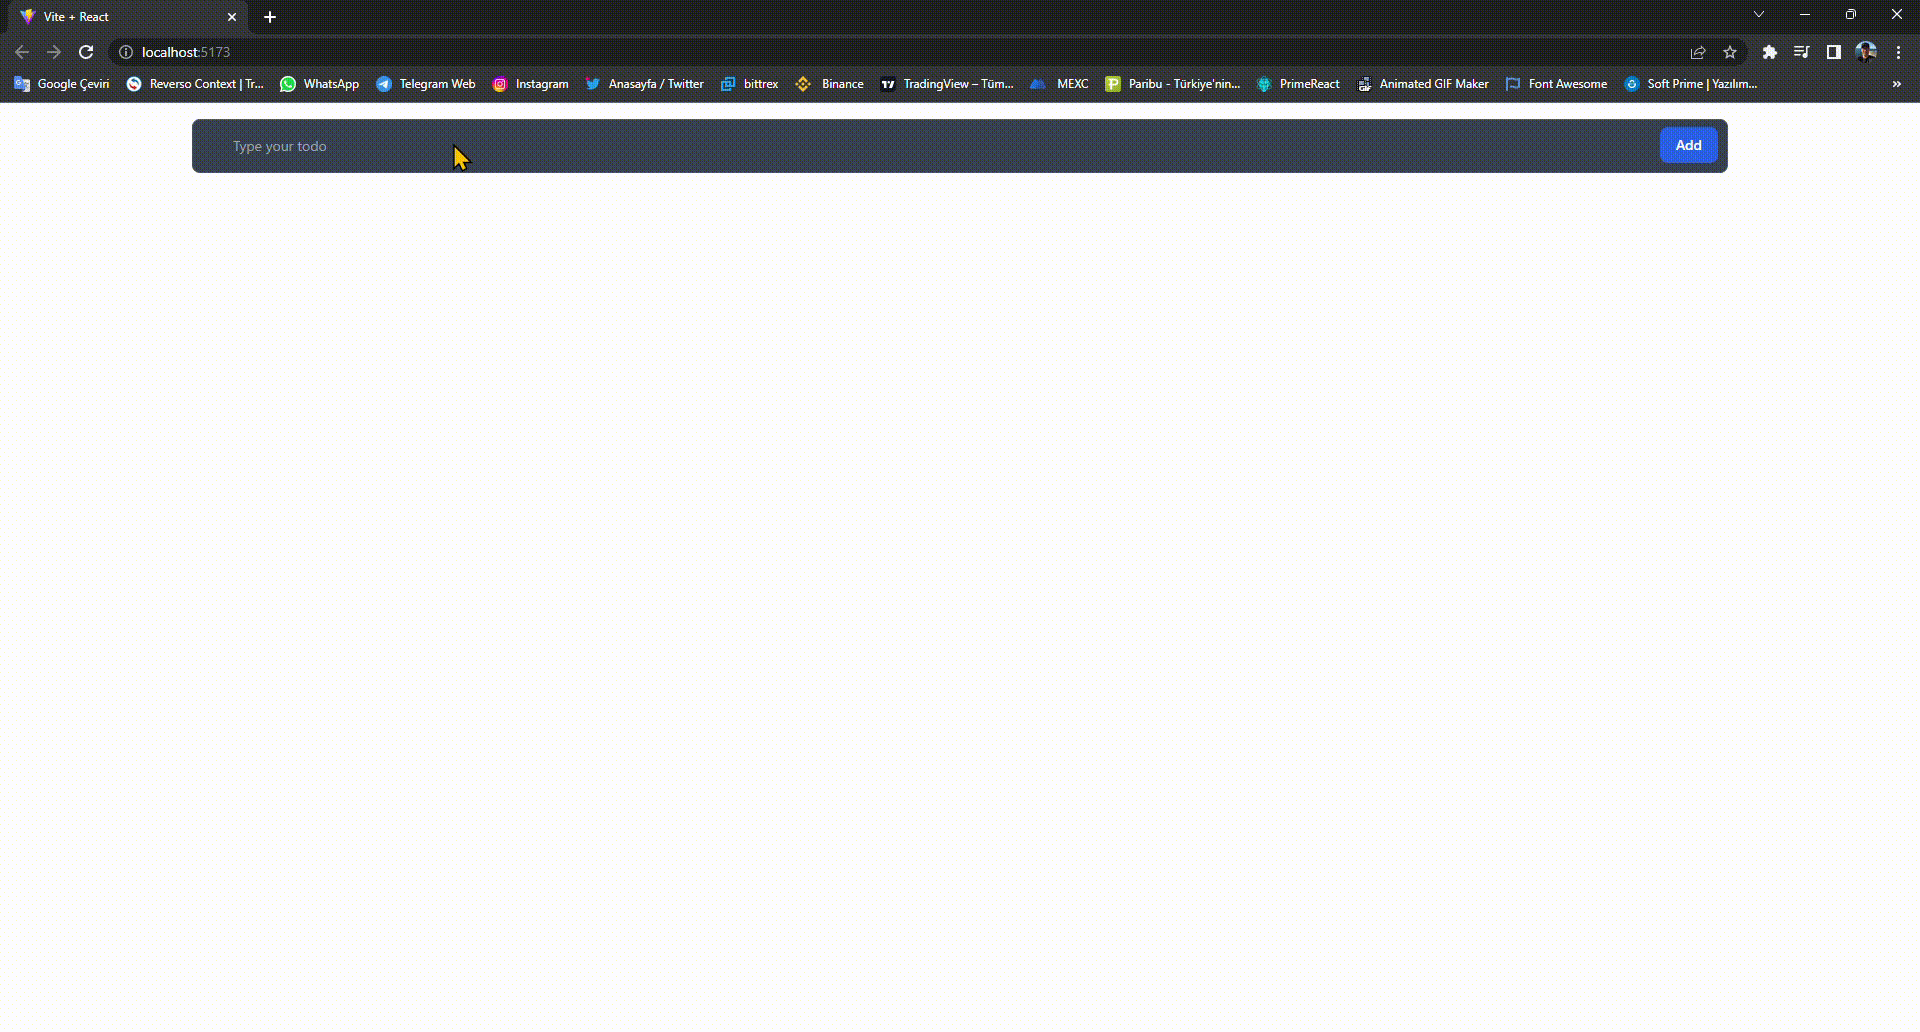 Vite + React
localhost:5173
Google Çeviri Reverso Context | Tr... WhatsApp Telegram Web Instagram Anasayfa / Twitter bittrex Binance TradingView – Tüm... MEXC Paribu - Türkiye'nin... PrimeReact Animated GIF Maker Font Awesome Soft Prime | Yazılım... »
Type your todo Add